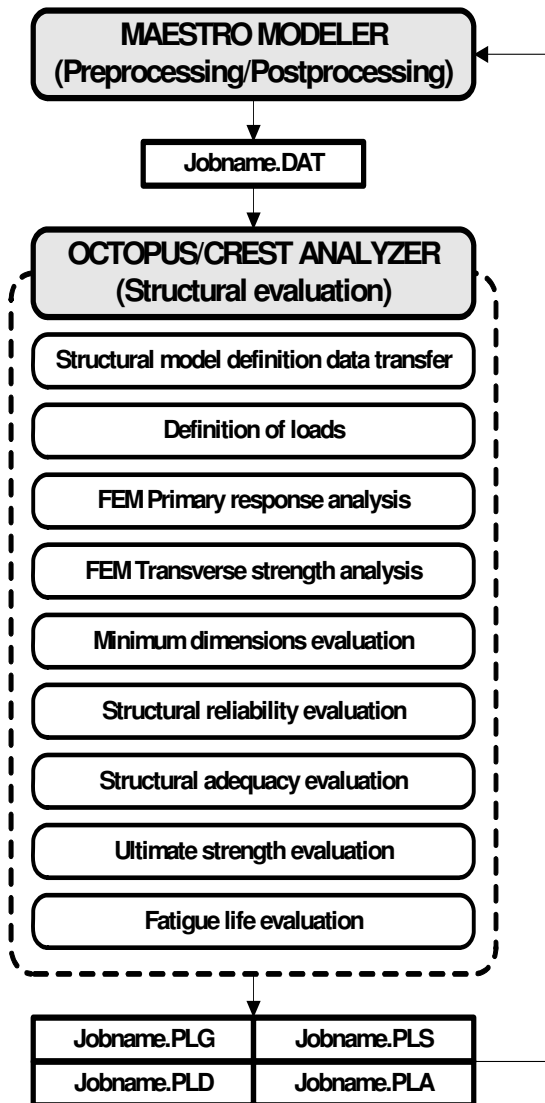 MAESTRO MODELER
(Preprocessing/Postprocessing)
Jobname.DAT
OCTOPUS/CREST ANALYZER
(Structural evaluation)
Structural model definition data transfer
Definition of loads
FEM Primary response analysis
FEM Transverse strength analysis
Minimum dimensions evaluation
Structural reliability evaluation
Structural adequacy evaluation
Ultimate strength evaluation
Fatigue life evaluation
Jobname.PLG
Jobname.PLS
Jobname.PLD
Jobname.PLA